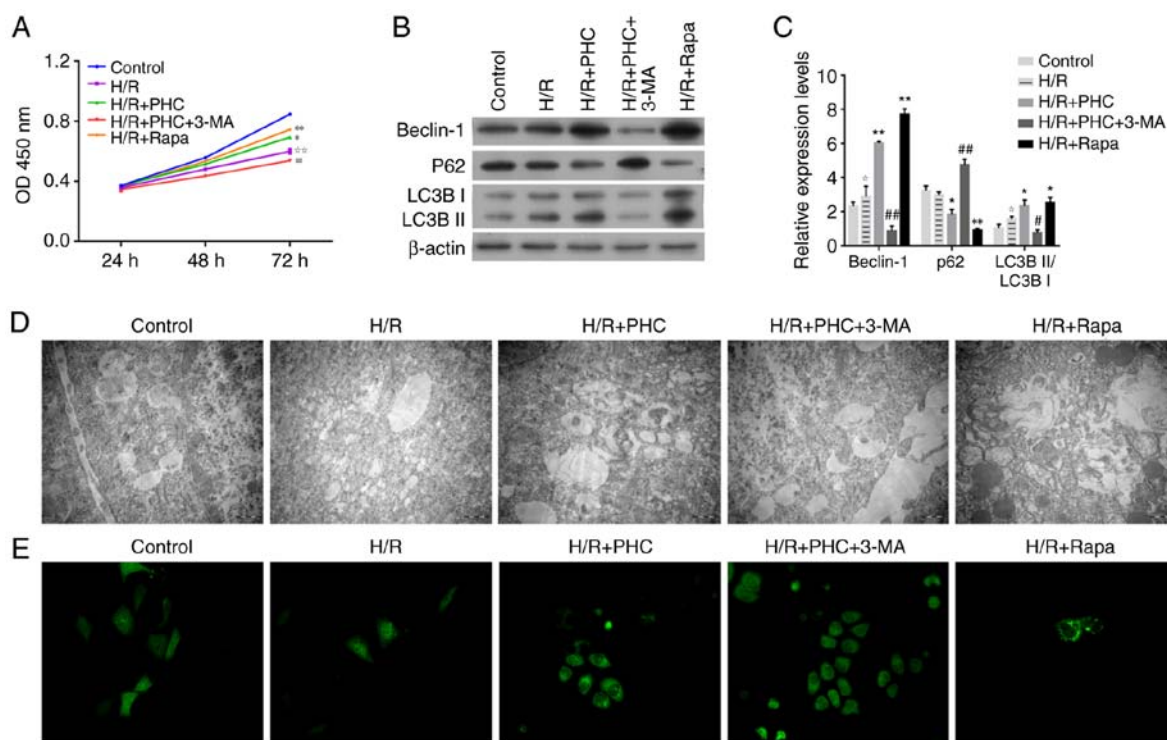 A
1.2
0.8
0.4
0.0
OD 450 nm
24 h
48 h
72 h
Control
H/R
H/R+PHC
H/R+PHC+3-MA
H/R+Rapa
**
*
☆☆
B
Control
H/R
H/R+PHC
H/R+PHC+
3-MA
H/R+Rapa
Beclin-1
P62
LC3B I
LC3B II
β-actin
C
Control
H/R
H/R+PHC
H/R+PHC+3-MA
H/R+Rapa
Relative expression levels
10
8
6
4
2
0
☆
**
##
**
*
##
**
☆
*
#
*
Beclin-1
p62
LC3B II/
LC3B I
D
Control
H/R
H/R+PHC
H/R+PHC+3-MA
H/R+Rapa
E
Control
H/R
H/R+PHC
H/R+PHC+3-MA
H/R+Rapa